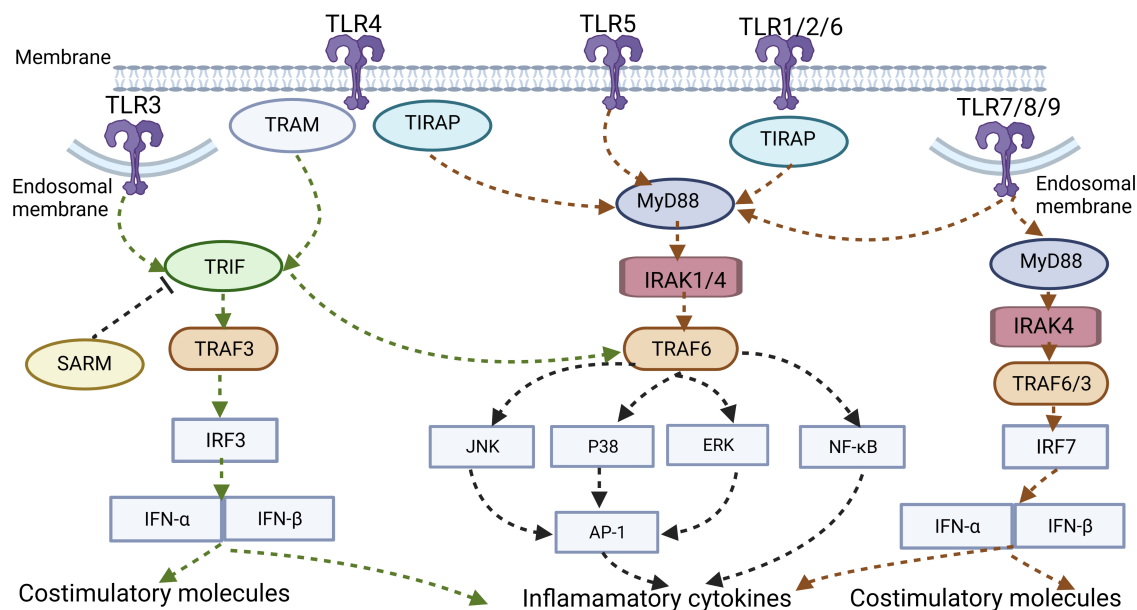 TLR4
TLR5
TLR1/2/6
Membrane
TLR3
TLR7/8/9
TRAM
TIRAP
TIRAP
Endosomal
membrane
Endosomal
membrane
MyD88
TRIF
MyD88
IRAK1/4
IRAK4
SARM
TRAF3
TRAF6
TRAF6/3
IRF3
JNK
P38
ERK
NF-κB
IRF7
IFN-α
IFN-β
AP-1
IFN-α
IFN-β
Costimulatory molecules
Inflamamatory cytokines
Costimulatory molecules